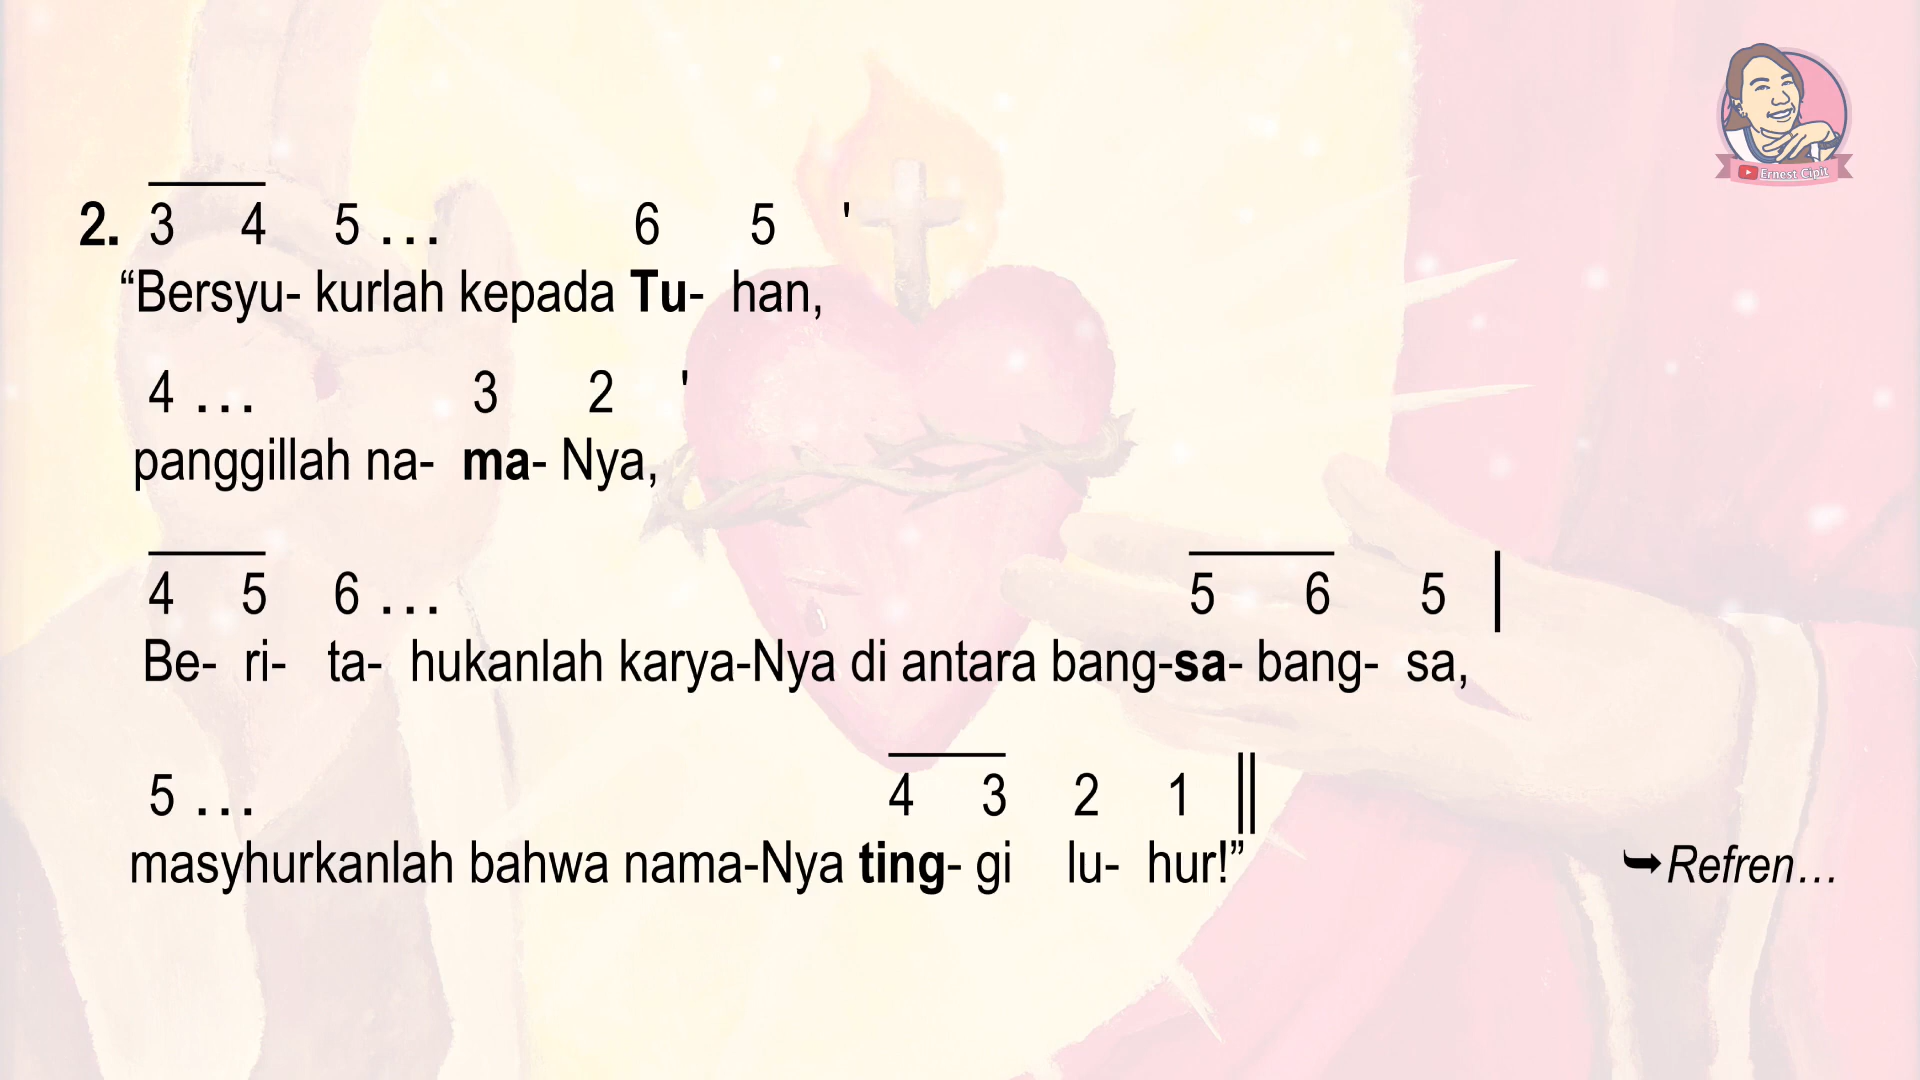 Ernest Cipit
2. 3 4 5 ... 6 5 '
“Bersyu- kurlah kepada Tu- han,
4 ... 3 2 '
panggillah na- ma- Nya,
4 5 6 ... 5 6 5 |
Be- ri- ta- hukanlah karya-Nya di antara bang-sa- bang- sa,
5 ... 4 3 2 1 ||
masyhurkanlah bahwa nama-Nya ting- gi lu- hur!” ➥Refren…